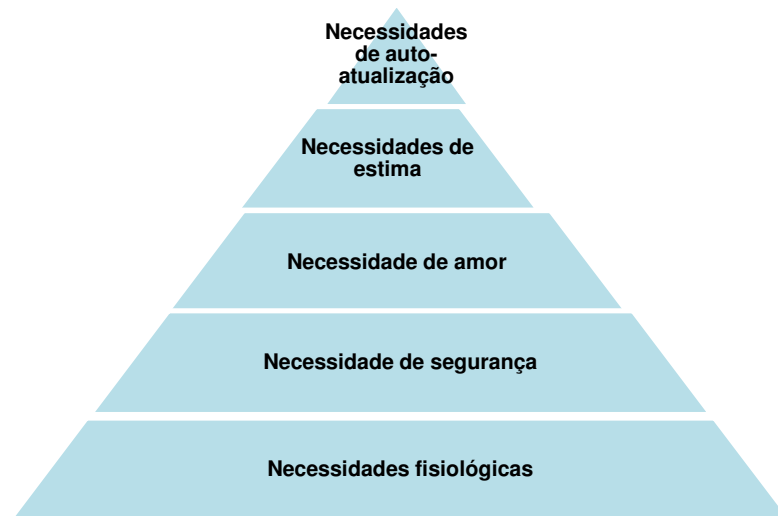 Necessidades
de auto-
atualização
Necessidades de
estima
Necessidade de amor
Necessidade de segurança
Necessidades fisiológicas